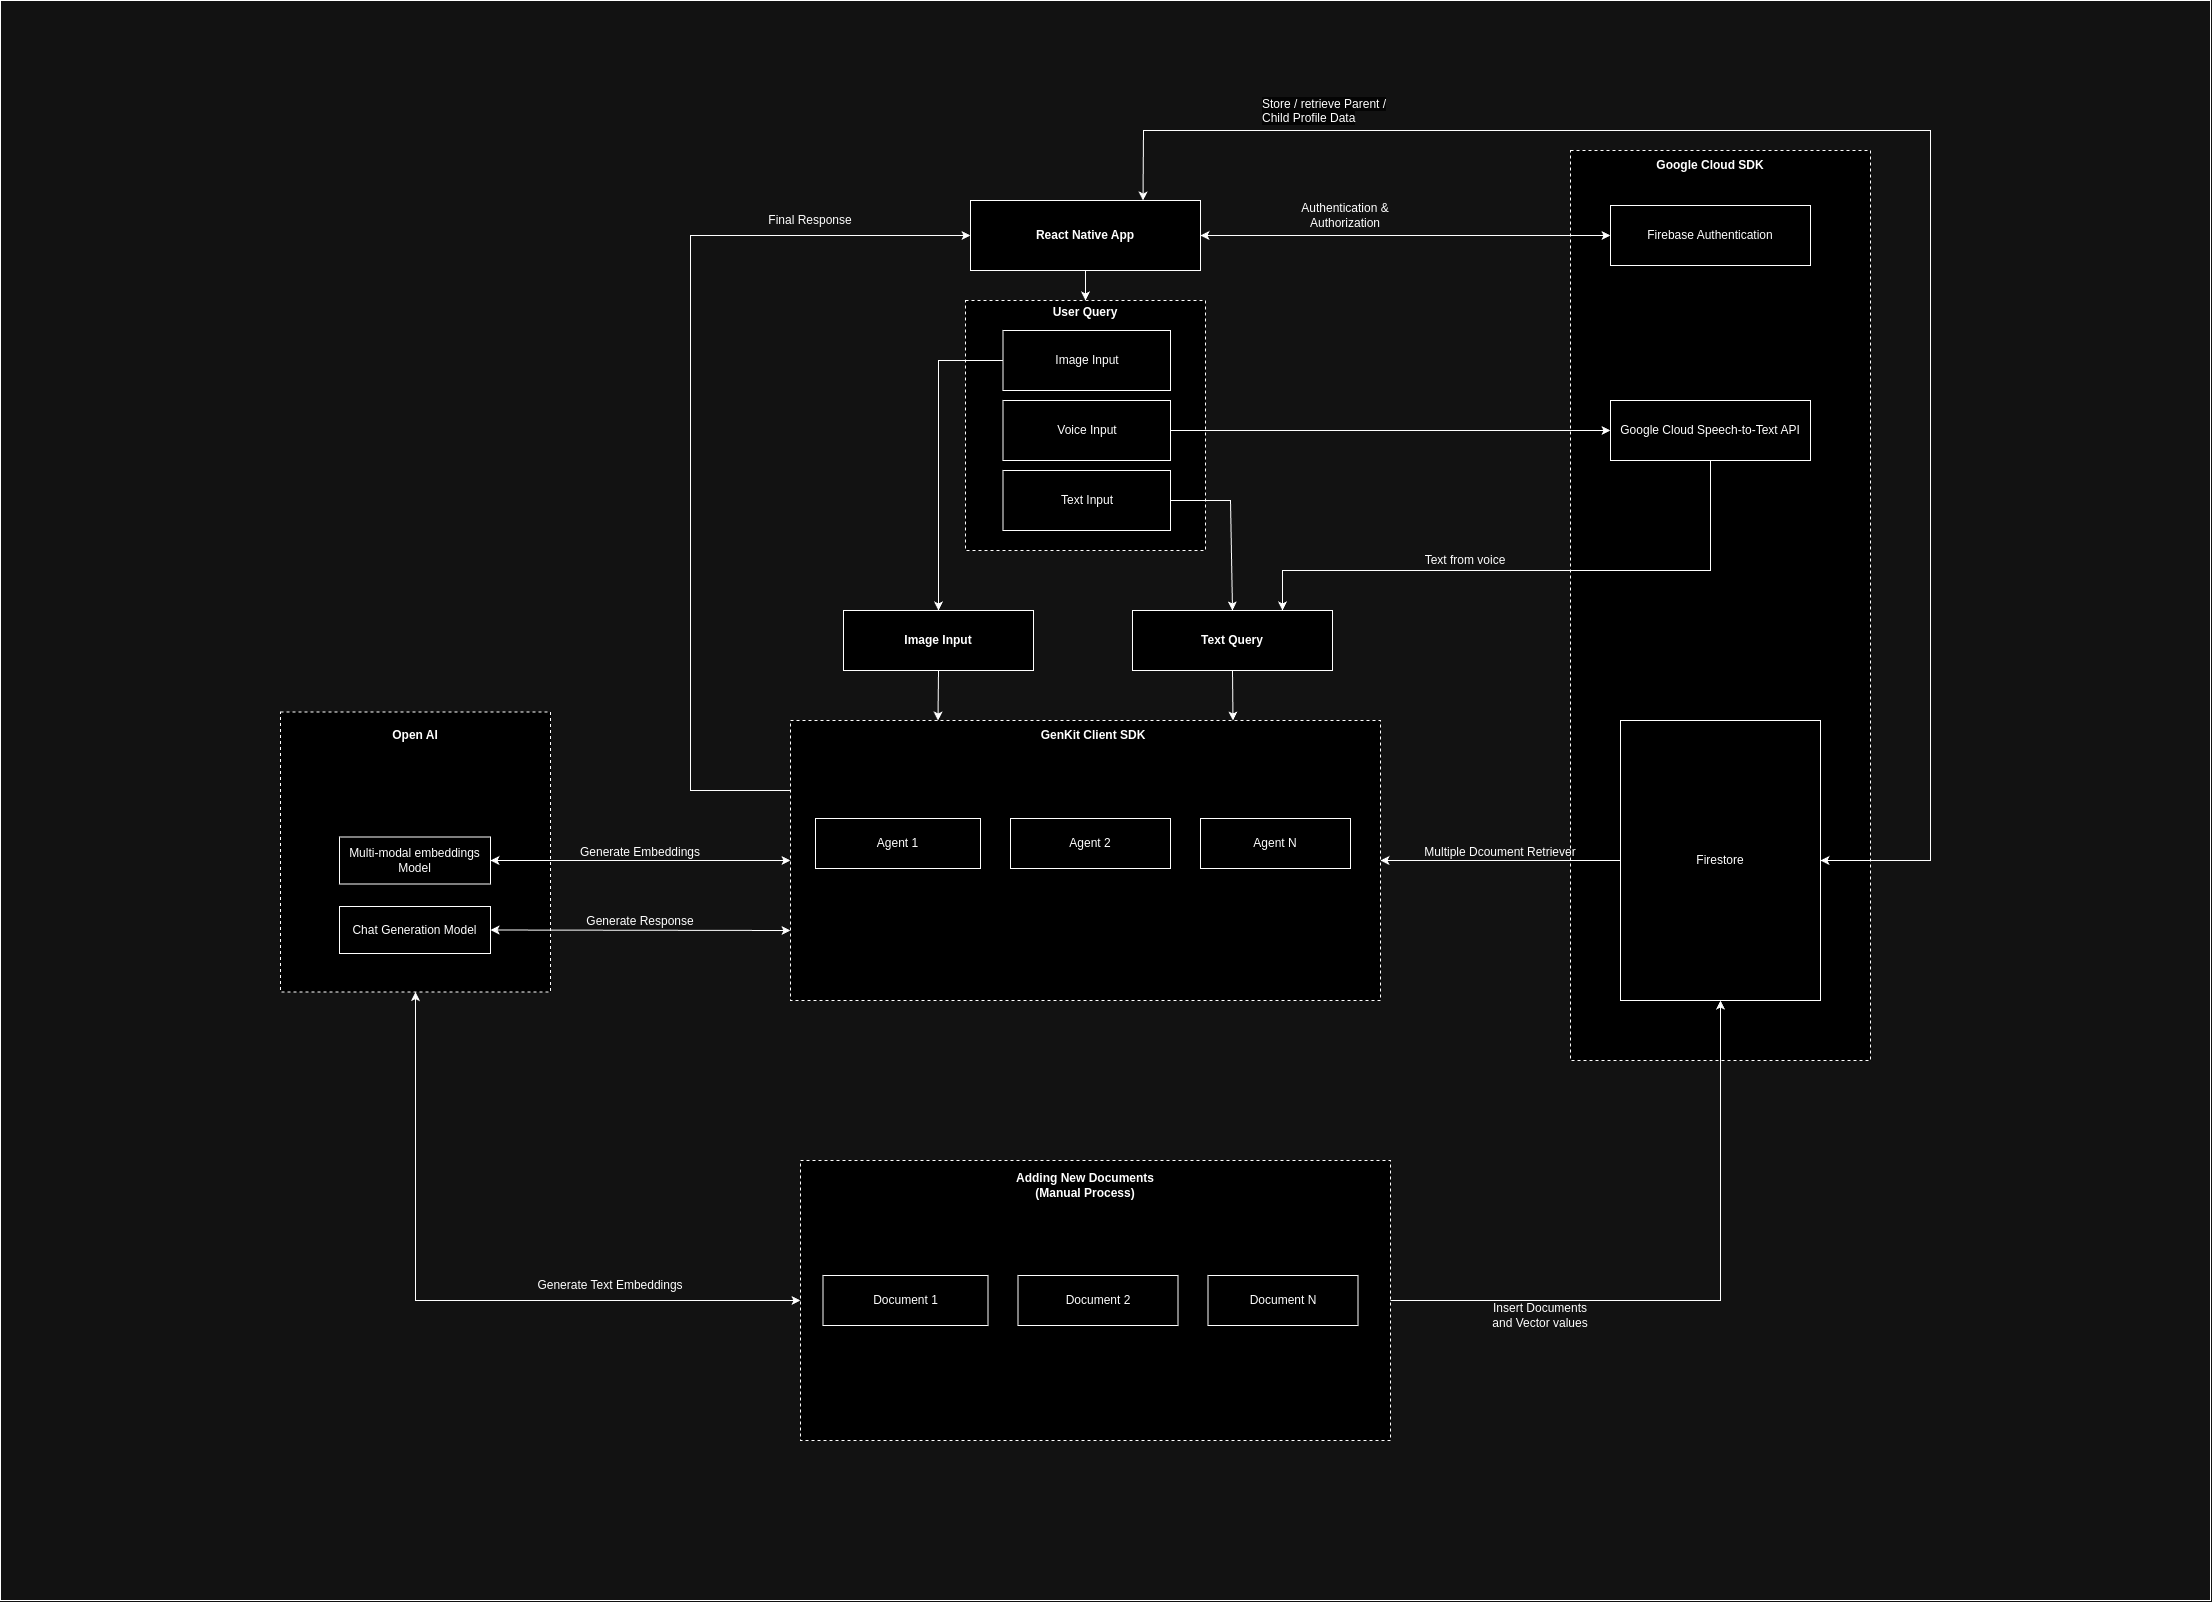 Store / retrieve Parent /
Child Profile Data
Google Cloud SDK
Final Response
React Native App
Authentication &
Authorization
Firebase Authentication
User Query
Image Input
Voice Input
Google Cloud Speech-to-Text API
Text Input
Text from voice
Image Input
Text Query
Open AI
GenKit Client SDK
Multi-modal embeddings
Model
Generate Embeddings
Agent 1
Agent 2
Agent N
Multiple Dcoument Retriever
Firestore
Chat Generation Model
Generate Response
Adding New Documents
(Manual Process)
Generate Text Embeddings
Document 1
Document 2
Document N
Insert Documents
and Vector values